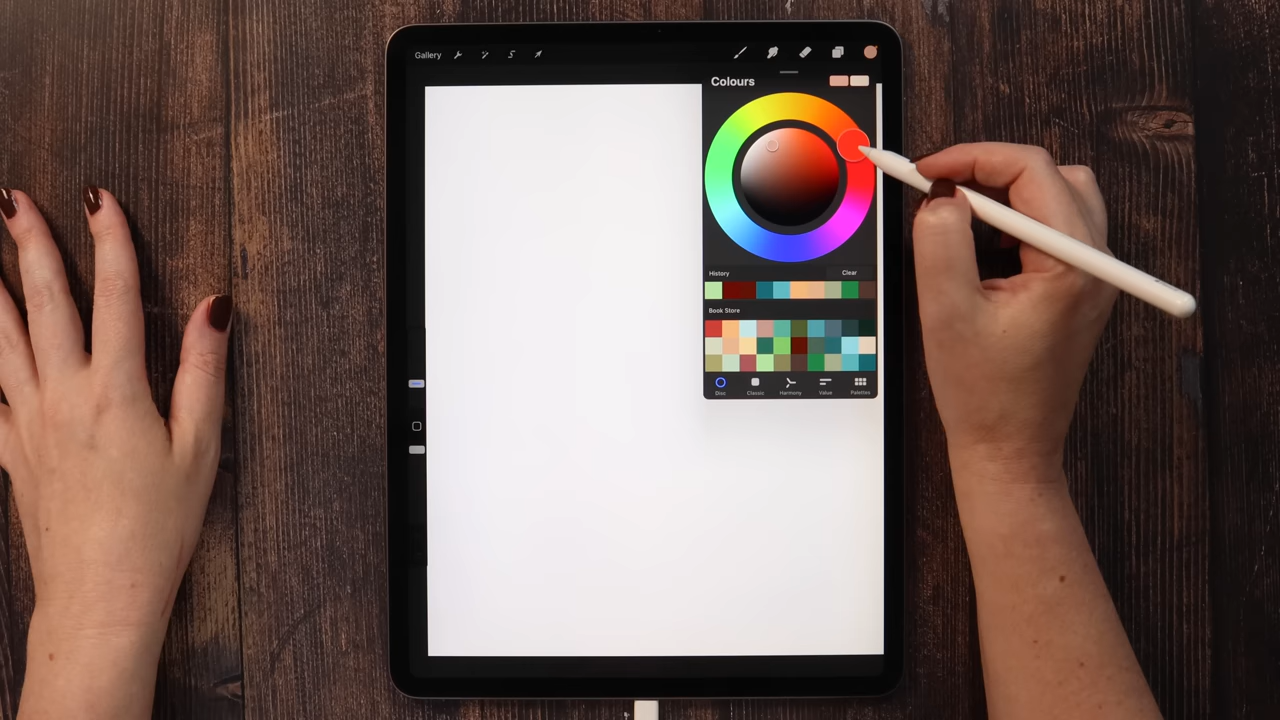 Gallery
Colours
History Clear
Book Store
Disc Classic Harmony Value Palettes